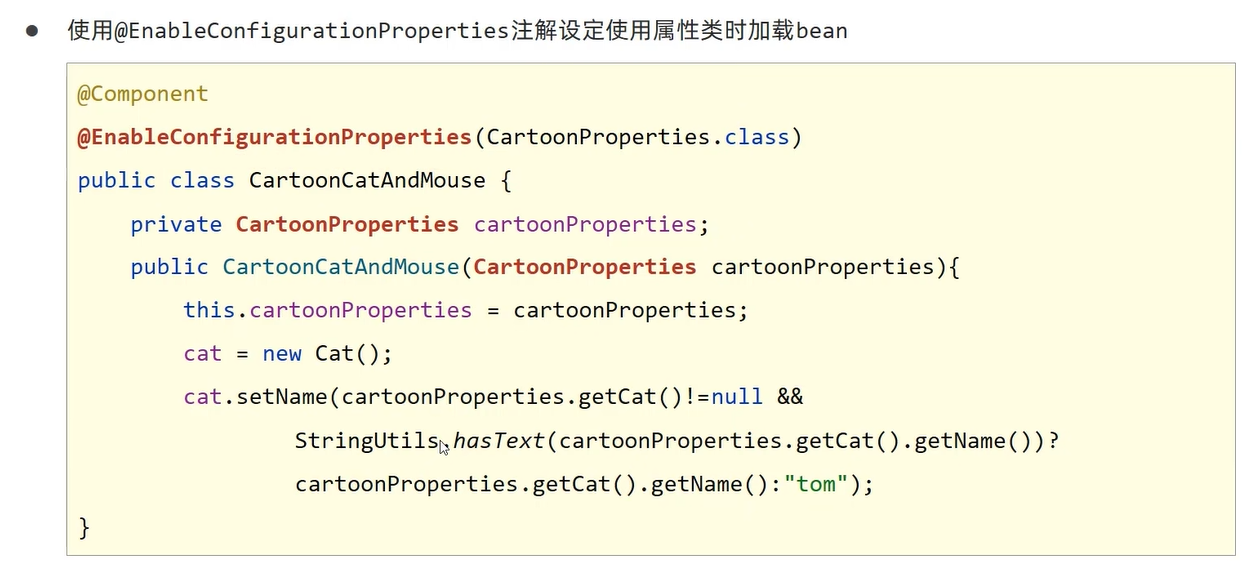 ● 使用@EnableConfigurationProperties注解设定使用属性类时加载bean
@Component
@EnableConfigurationProperties(CartoonProperties.class)
public class CartoonCatAndMouse {
    private CartoonProperties cartoonProperties;
    public CartoonCatAndMouse(CartoonProperties cartoonProperties){
        this.cartoonProperties = cartoonProperties;
        cat = new Cat();
        cat.setName(cartoonProperties.getCat()!=null &&
                StringUtils.hasText(cartoonProperties.getCat().getName())?
                cartoonProperties.getCat().getName():"tom");
}